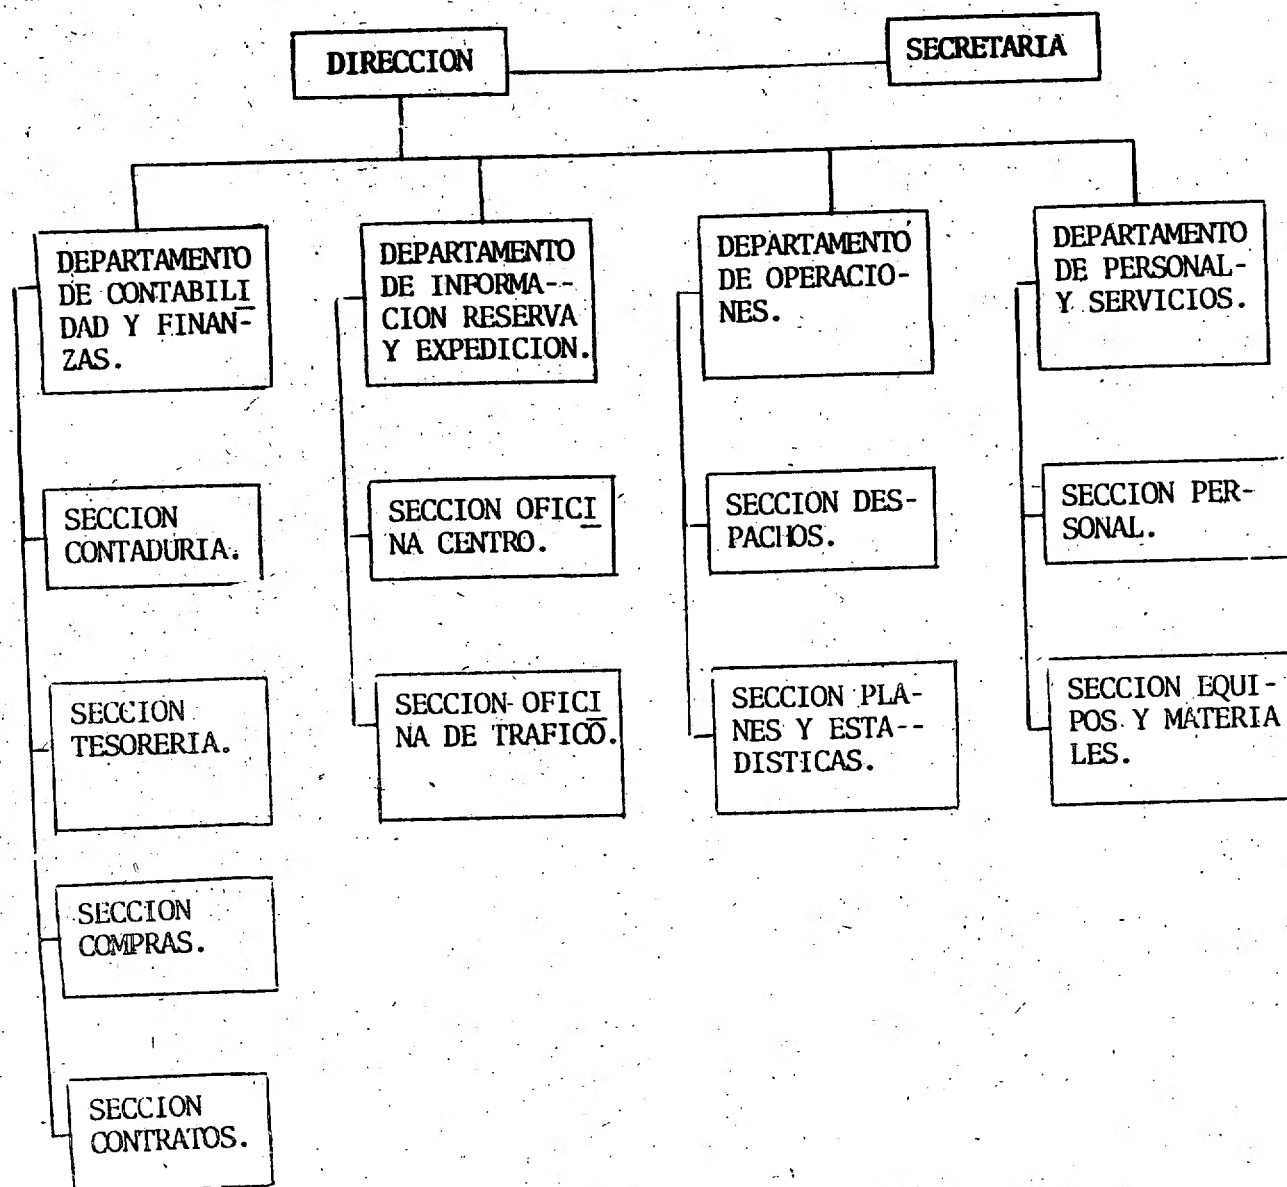 DIRECCION
SECRETARIA
DEPARTAMENTO
DE CONTABILI
DAD Y FINAN-
ZAS.
DEPARTAMENTO
DE INFORMA--
CION RESERVA
Y EXPEDICION.
DEPARTAMENTO
DE OPERACIO-
NES.
DEPARTAMENTO
DE PERSONAL-
Y SERVICIOS.
SECCION
CONTADURIA.
SECCION OFICI
NA CENTRO.
SECCION DES-
PACHOS.
SECCION PER-
SONAL.
SECCION
TESORERIA.
SECCION OFICI
NA DE TRAFICO.
SECCION PLA-
NES Y ESTA--
DISTICAS.
SECCION EQUI-
POS Y MATERIA
LES.
SECCION
COMPRAS.
SECCION
CONTRATOS.